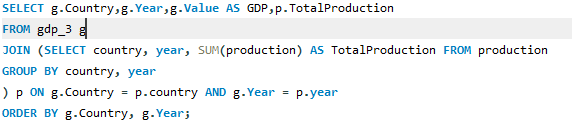 SELECT g.Country,g.Year,g.Value AS GDP,p.TotalProduction
FROM gdp_3 g
JOIN (SELECT country, year, SUM(production) AS TotalProduction FROM production
GROUP BY country, year
) p ON g.Country = p.country AND g.Year = p.year
ORDER BY g.Country, g.Year;